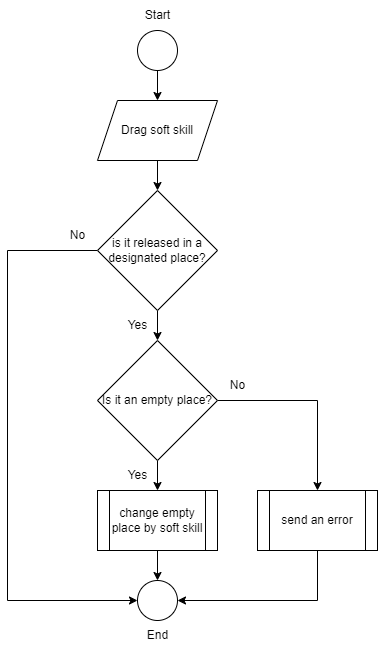 Start
Drag soft skill
No
is it released in a
designated place?
Yes
Is it an empty place?
No
Yes
change empty
place by soft skill
send an error
End